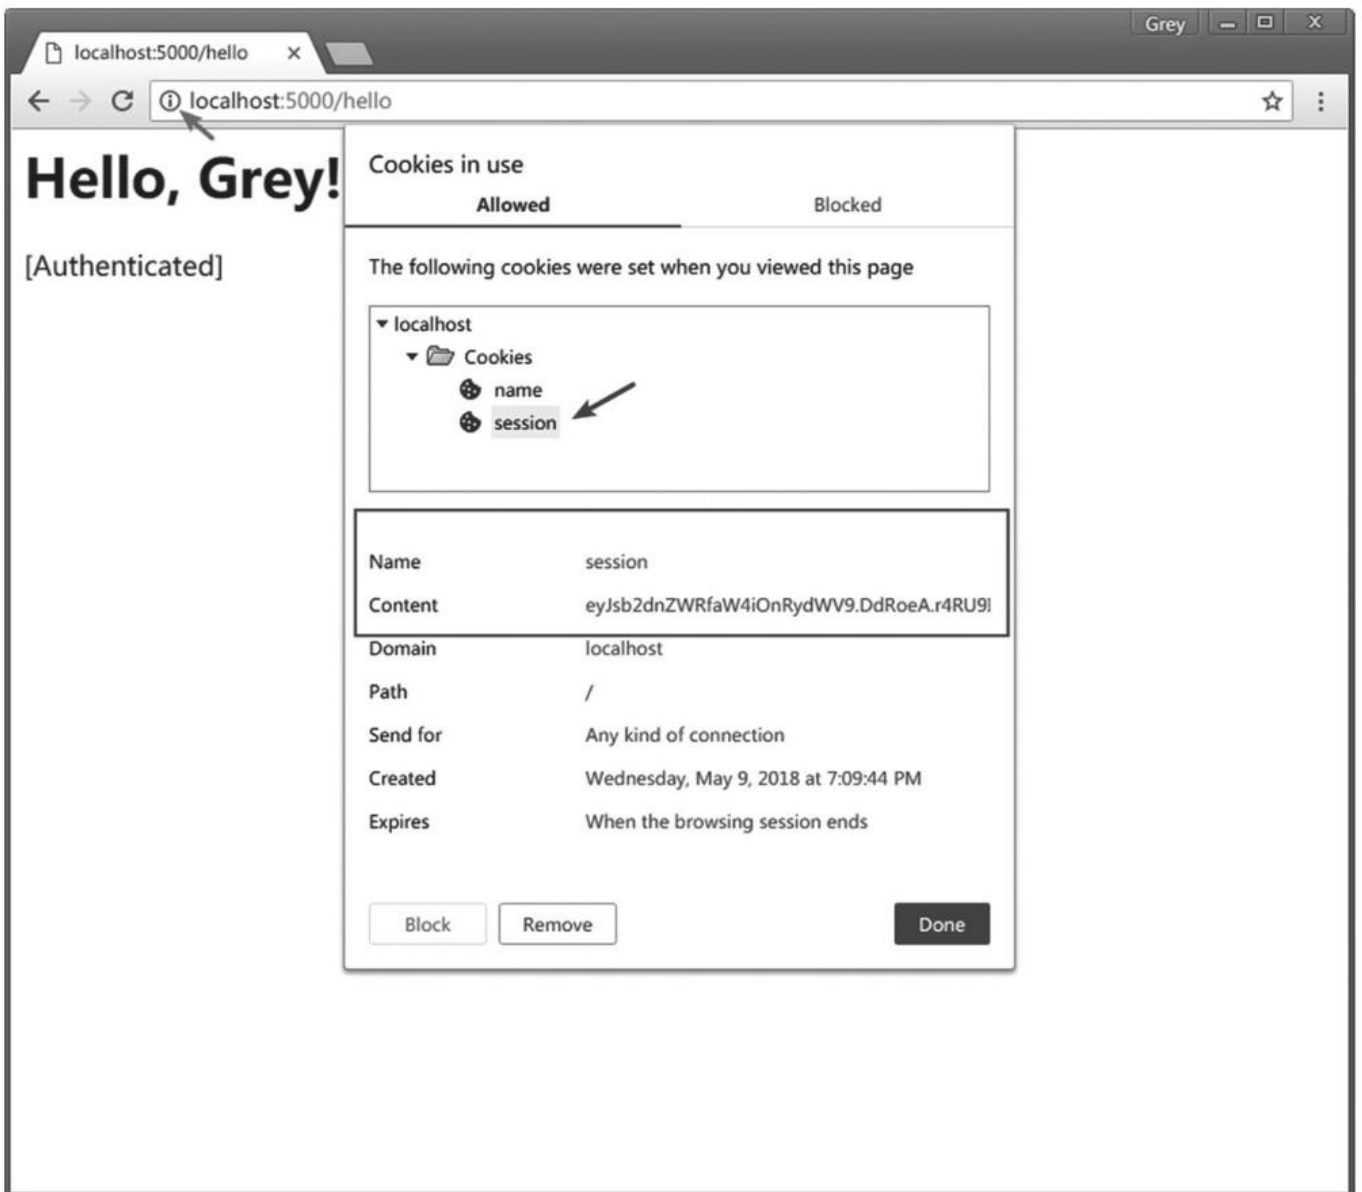 Grey
localhost:5000/hello
localhost:5000/hello
Hello, Grey!
[Authenticated]
Cookies in use
Allowed Blocked
The following cookies were set when you viewed this page
localhost
Cookies
name
session
Name session
Content eyJsb2dnZWRfaW4iOnRydWV9.DdRoeA.r4RU9
Domain localhost
Path /
Send for Any kind of connection
Created Wednesday, May 9, 2018 at 7:09:44 PM
Expires When the browsing session ends
Block Remove Done